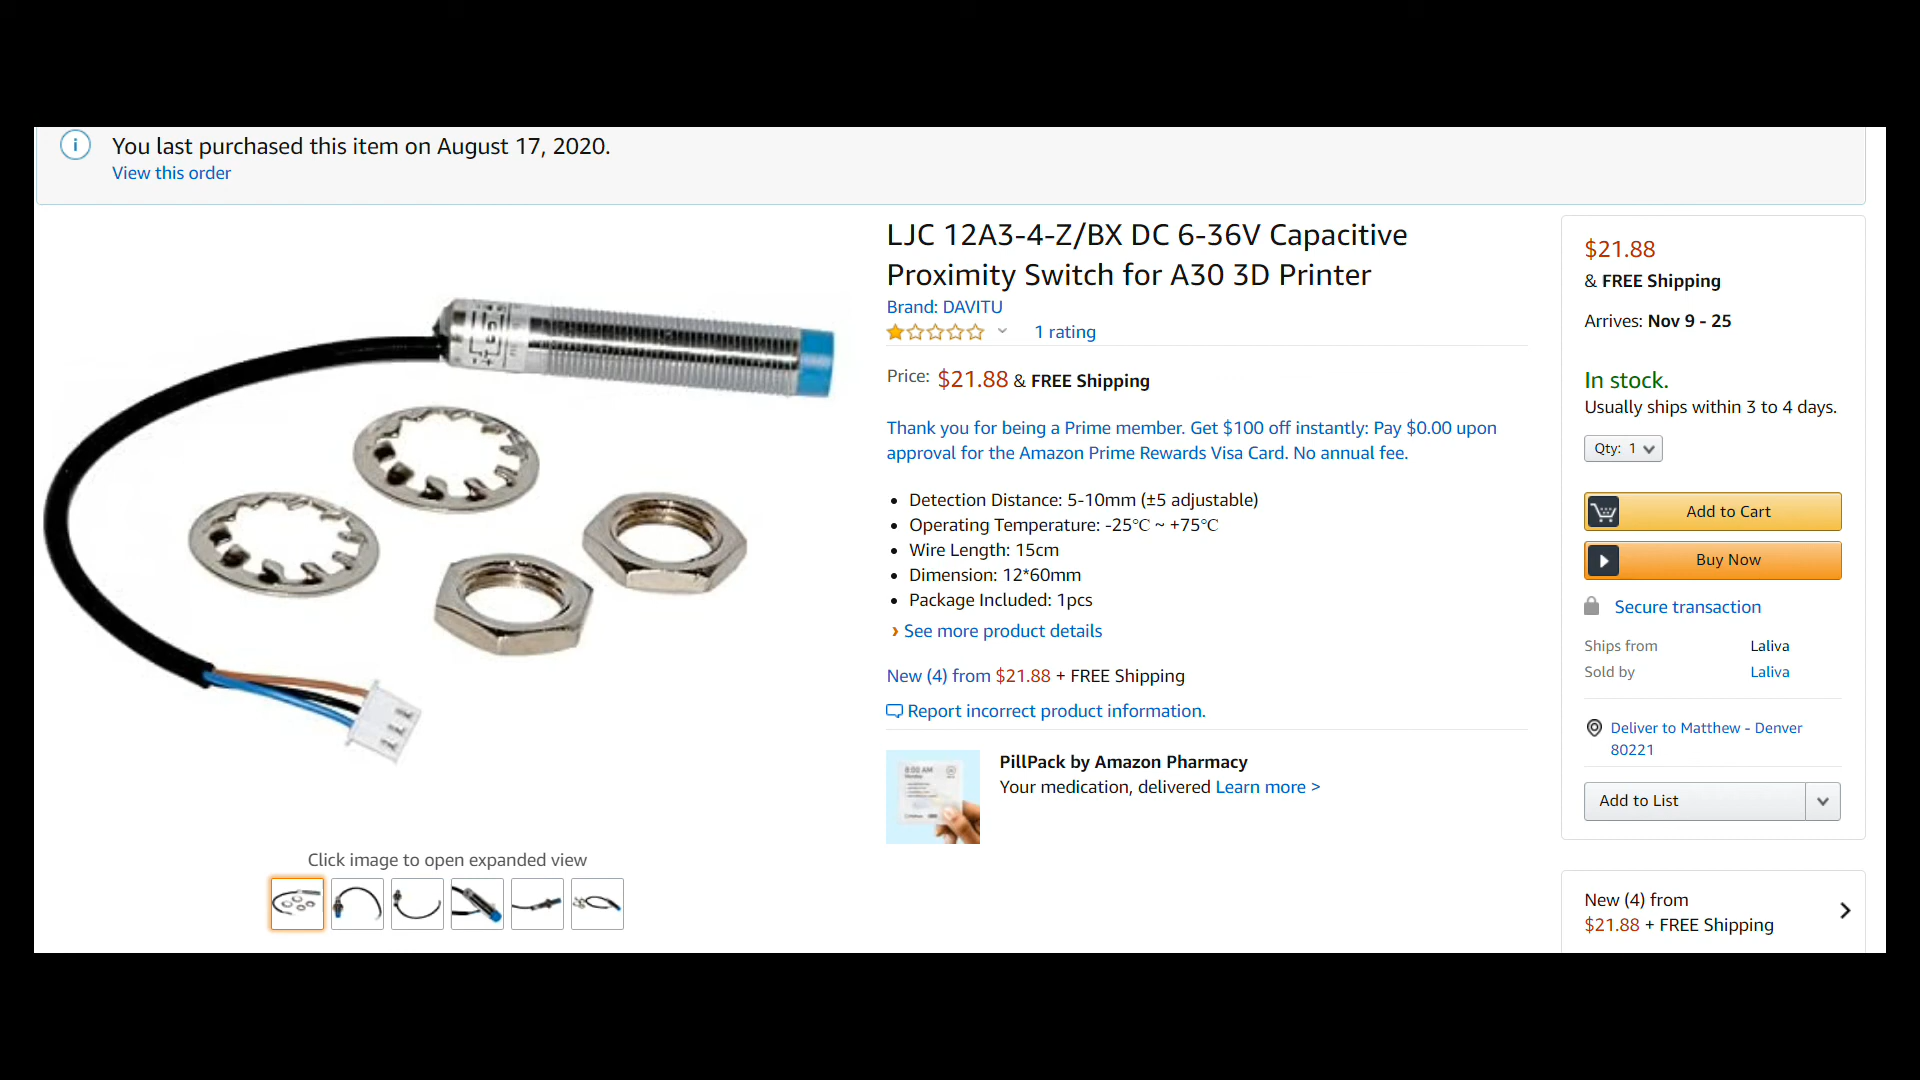 You last purchased this item on August 17, 2020.
View this order
LJC 12A3-4-Z/BX DC 6-36V Capacitive
Proximity Switch for A30 3D Printer
Brand: DAVITU
1 rating
Price: $21.88 & FREE Shipping
Thank you for being a Prime member. Get $100 off instantly: Pay $0.00 upon
approval for the Amazon Prime Rewards Visa Card. No annual fee.
• Detection Distance: 5-10mm (±5 adjustable)
• Operating Temperature: -25℃ ~ +75℃
• Wire Length: 15cm
• Dimension: 12*60mm
• Package Included: 1pcs
› See more product details
New (4) from $21.88 + FREE Shipping
Report incorrect product information.
8:00 AM
PillPack by Amazon Pharmacy
Your medication, delivered Learn more >
Click image to open expanded view
$21.88
& FREE Shipping
Arrives: Nov 9 - 25
In stock.
Usually ships within 3 to 4 days.
Qty: 1
Add to Cart
Buy Now
Secure transaction
Ships from Laliva
Sold by Laliva
Deliver to Matthew - Denver
80221
Add to List
New (4) from
$21.88 + FREE Shipping